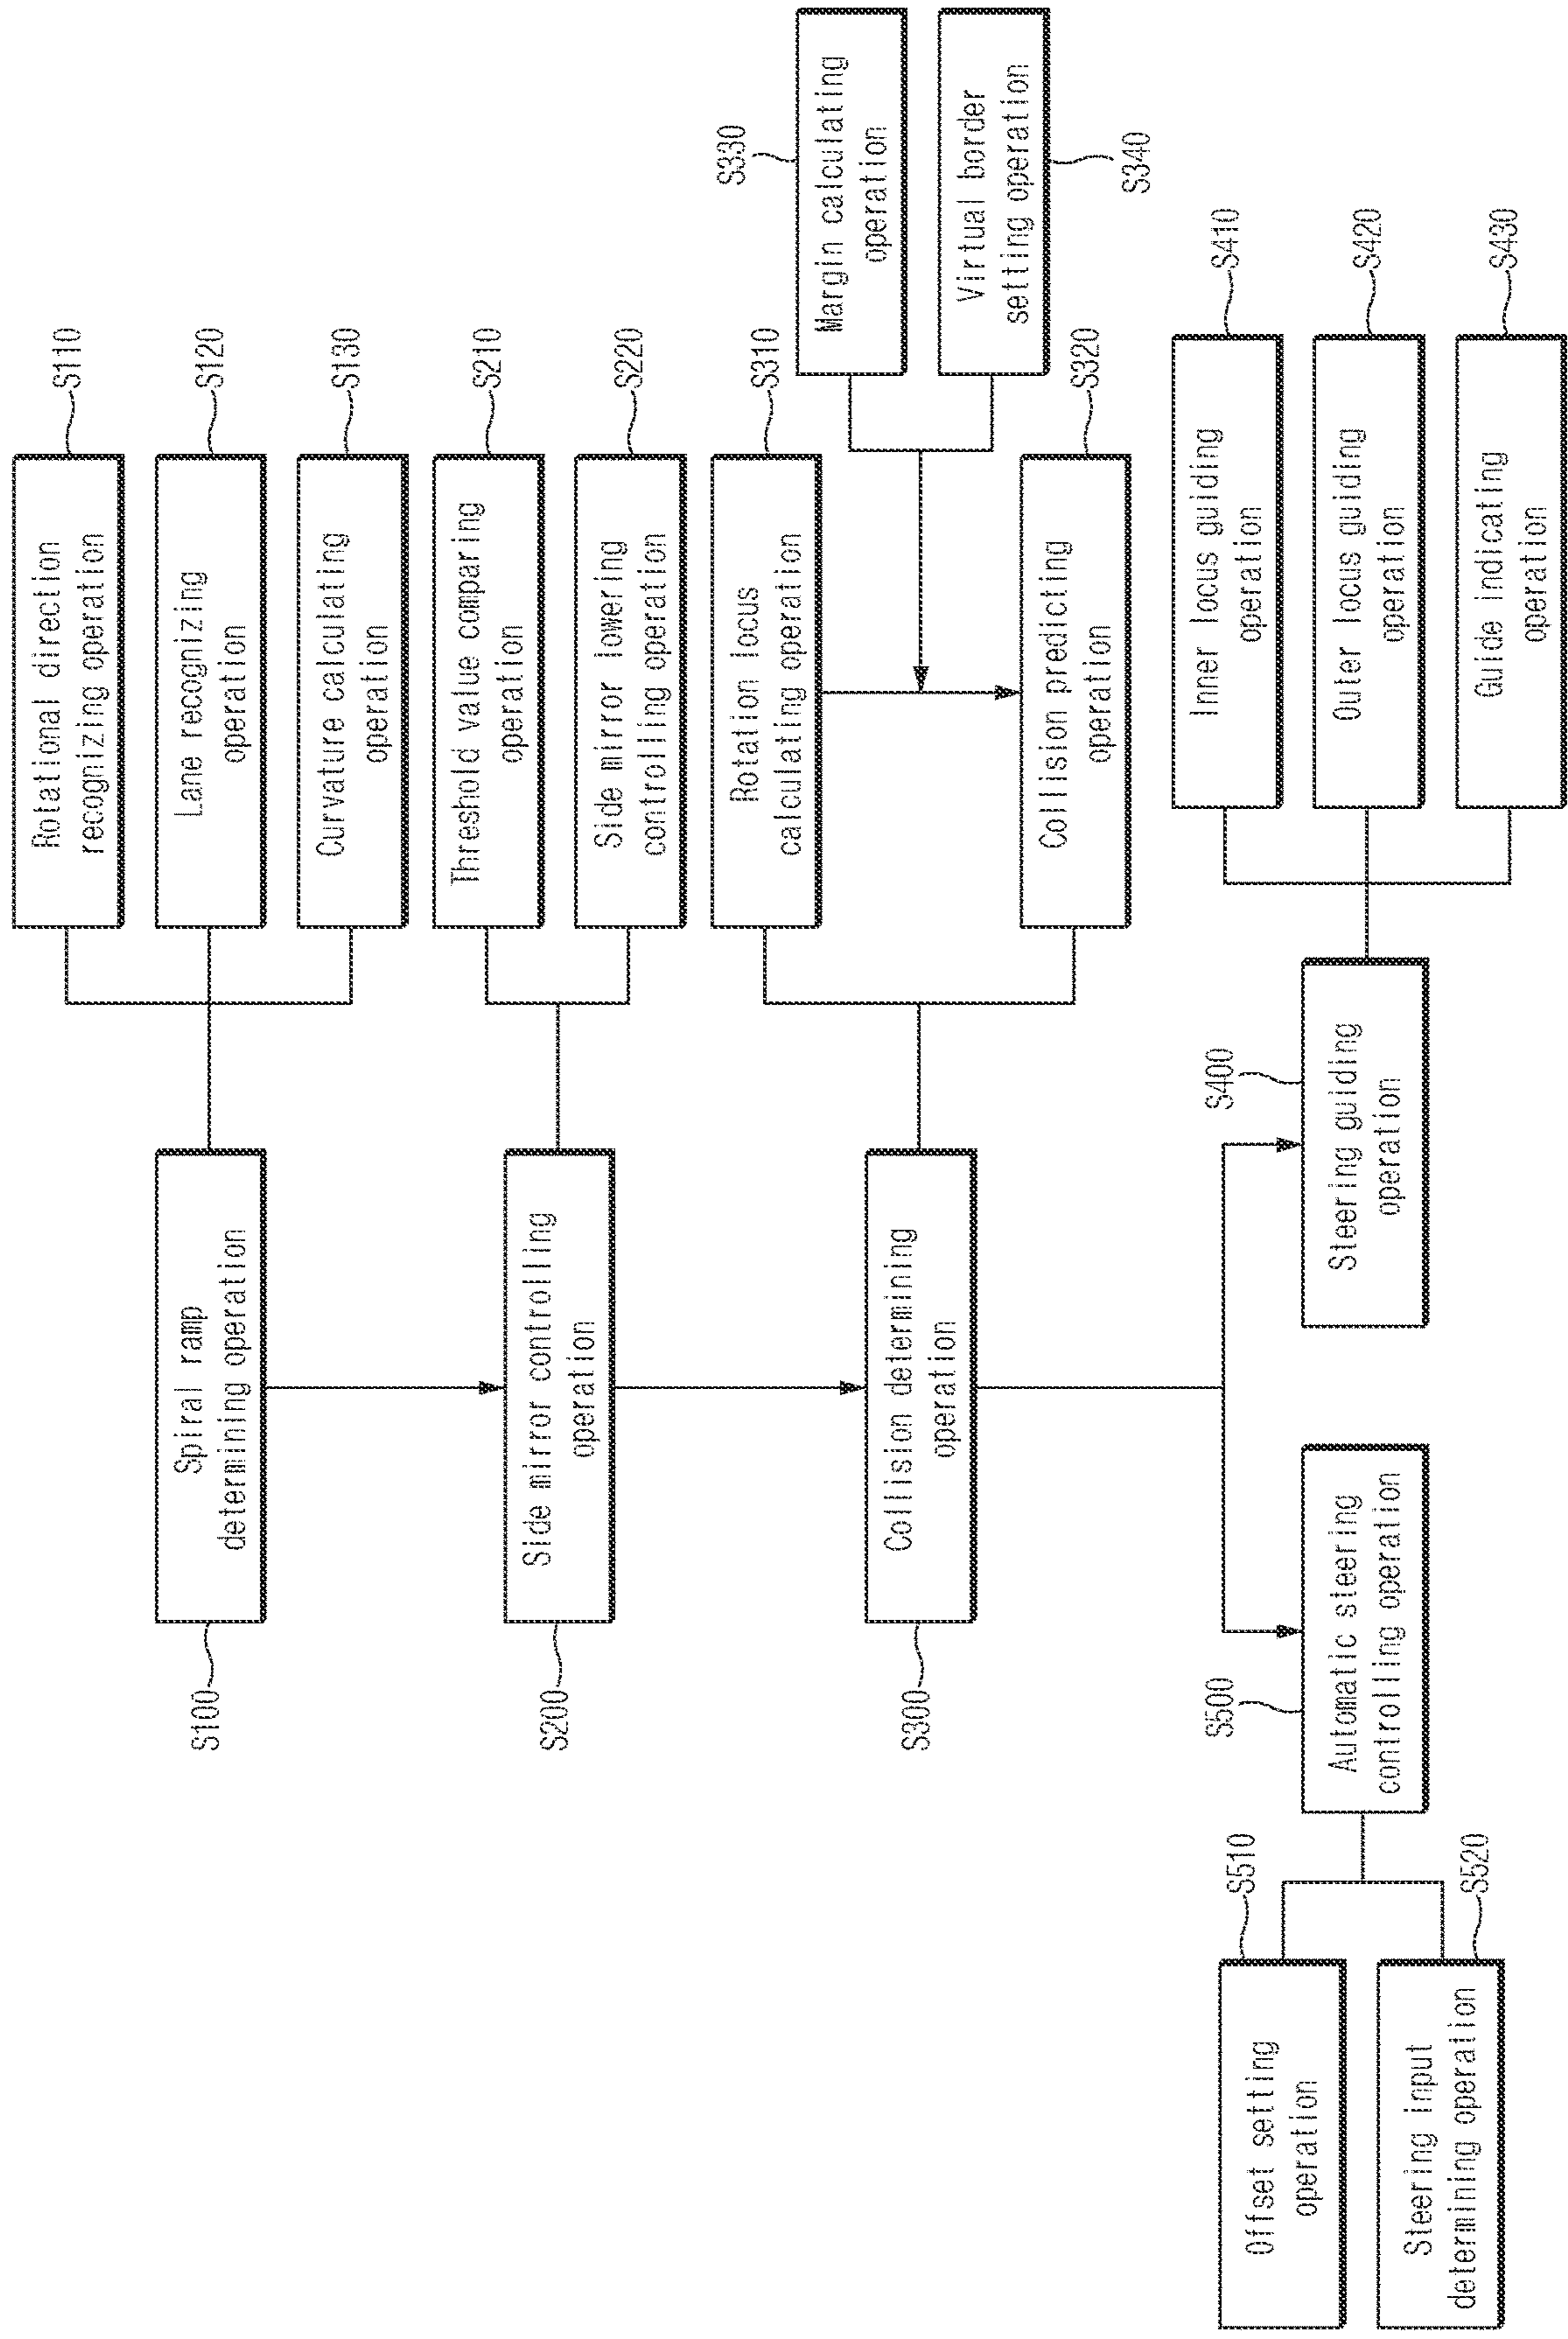 S100
Spiral ramp
determining operation
Rotational direction
recognizing operation
S110
Lane recognizing
operation
S120
Curvature calculating
operation
S130
S200
Side mirror controlling
operation
Threshold value comparing
operation
S210
Side mirror lowering
controlling operation
S220
S300
Collision determining
operation
Rotation locus
calculating operation
S310
S330
Margin calculating
operation
Virtual border
setting operation
S340
Collision predicting
operation
S320
S500
Automatic steering
controlling operation
Offset setting
operation
S510
Steering input
determining operation
S520
S400
Steering guiding
operation
Inner locus guiding
operation
S410
Outer locus guiding
operation
S420
Guide indicating
operation
S430